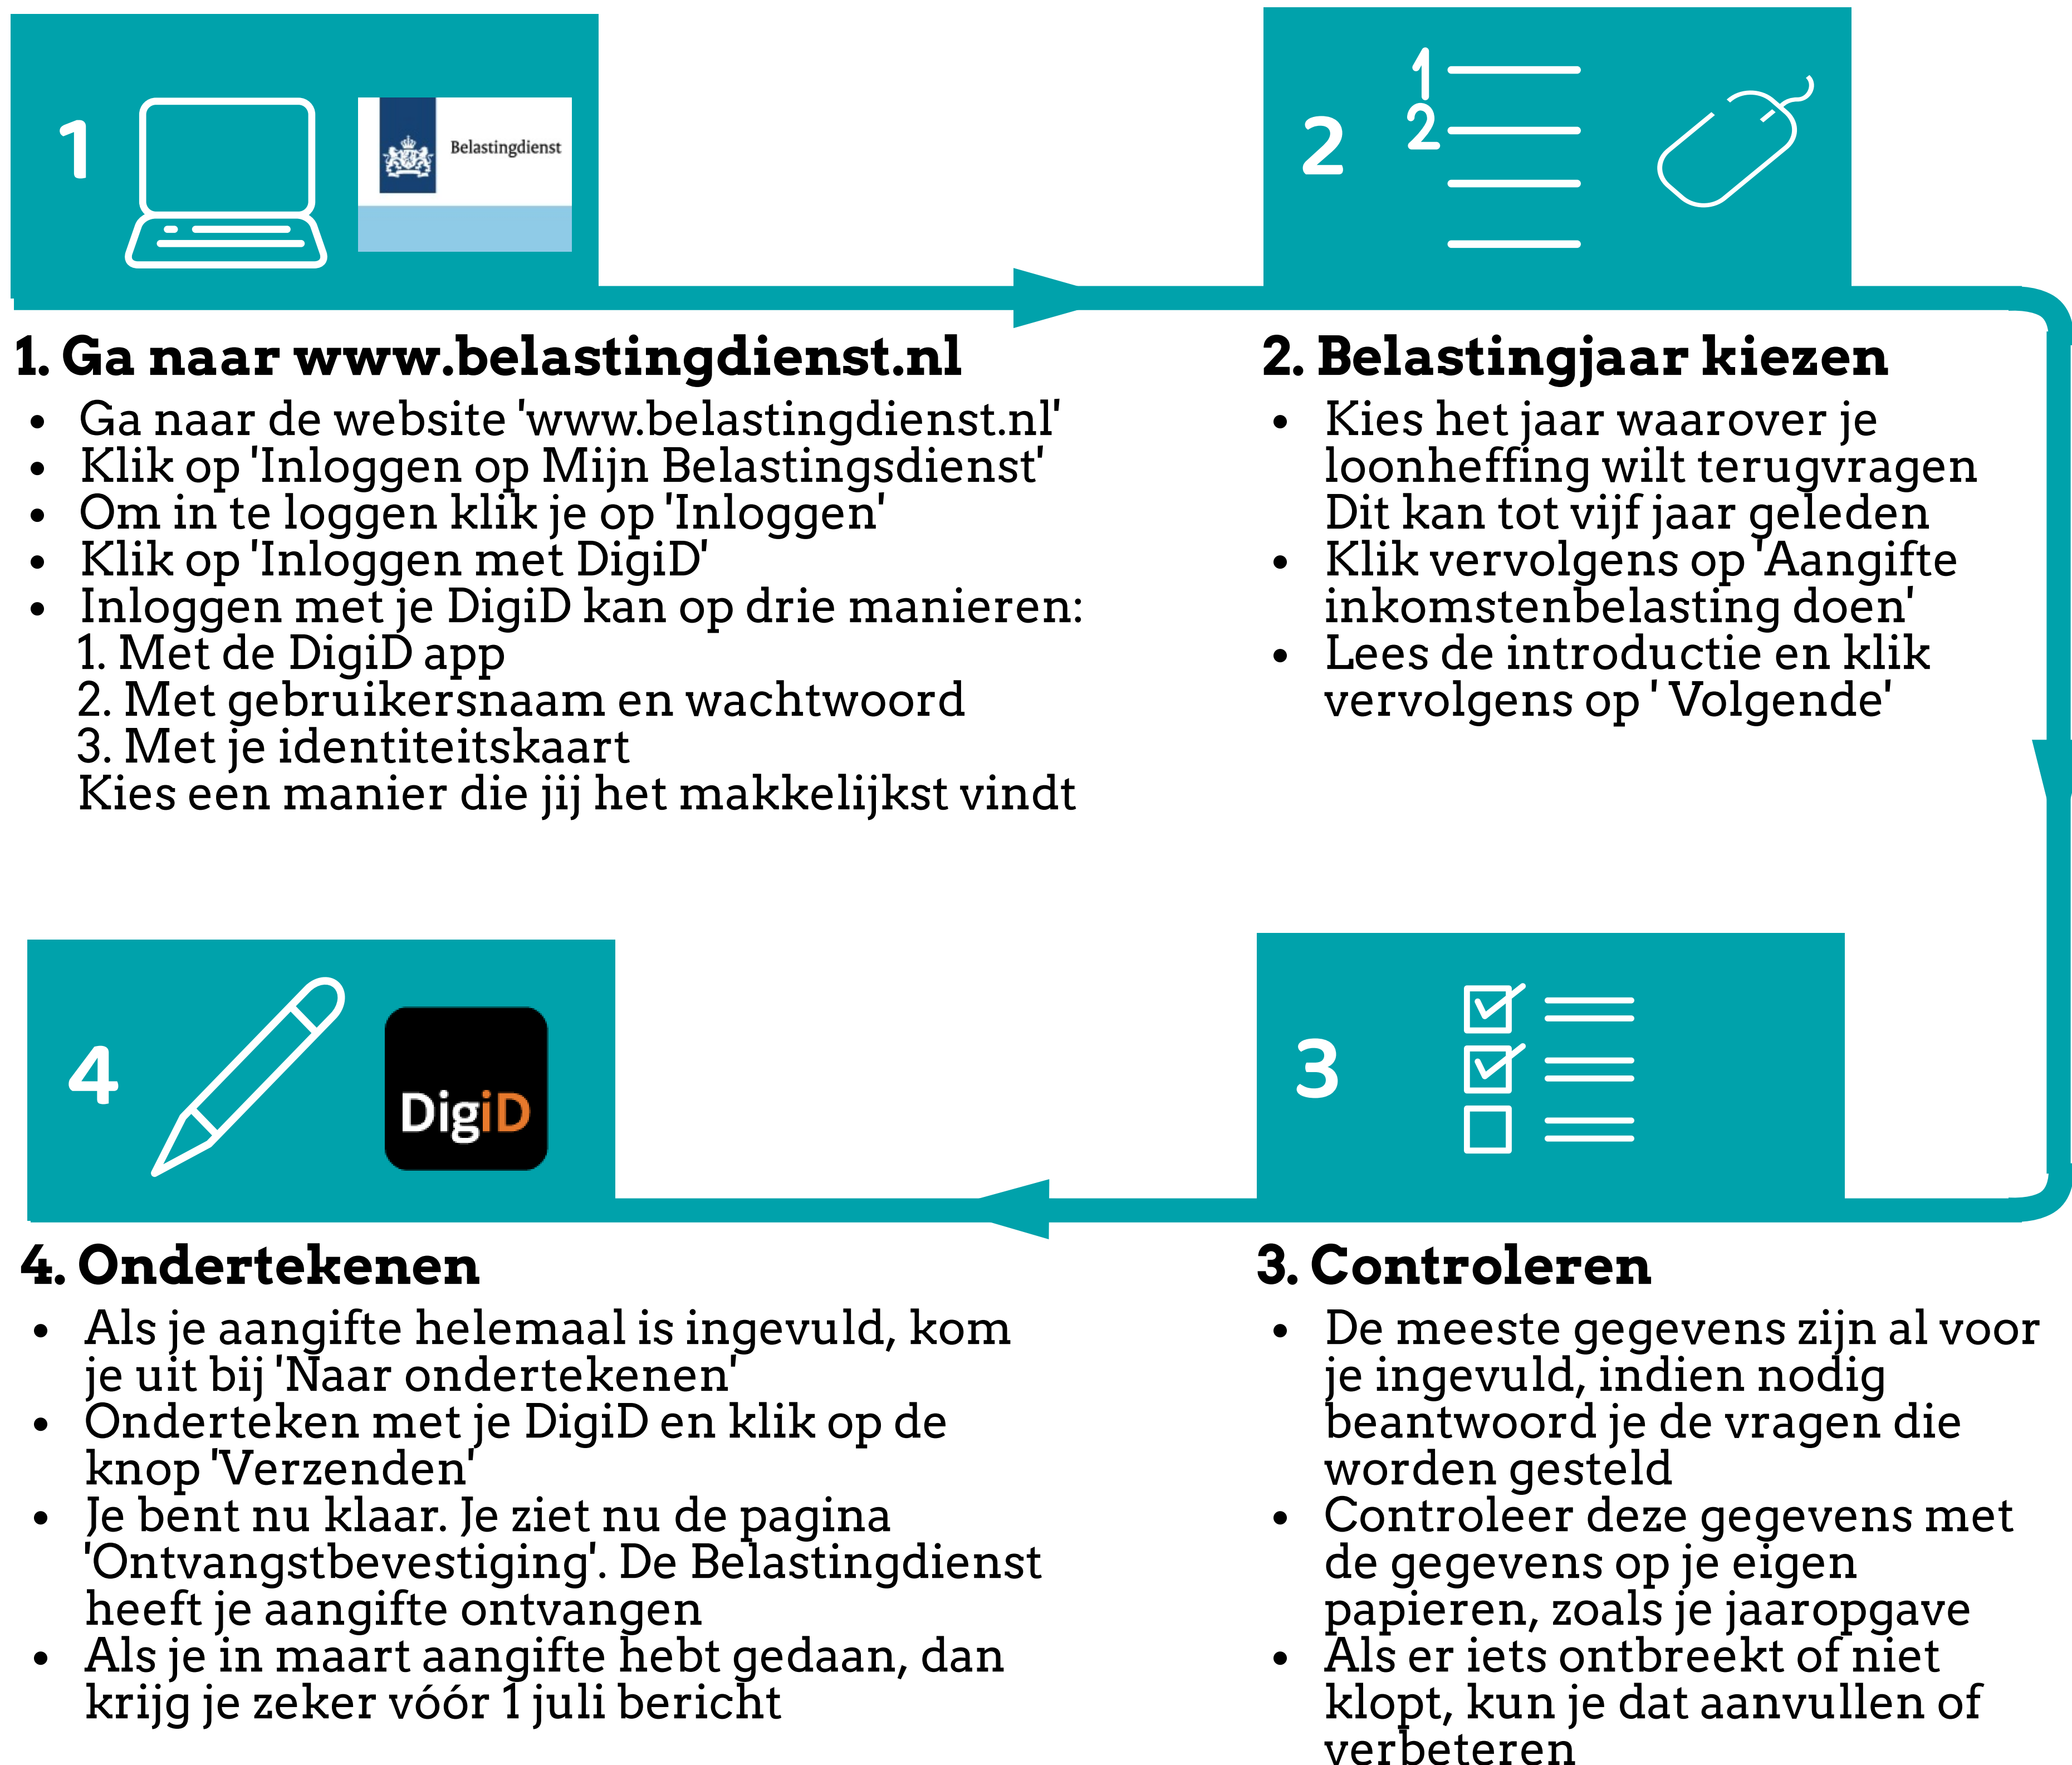 1
Belastingdienst
2
1
2
1. Ga naar www.belastingdienst.nl
• Ga naar de website 'www.belastingdienst.nl'
• Klik op 'Inloggen op Mijn Belastingsdienst'
• Om in te loggen klik je op 'Inloggen'
• Klik op 'Inloggen met DigiD'
• Inloggen met je DigiD kan op drie manieren:
1. Met de DigiD app
2. Met gebruikersnaam en wachtwoord
3. Met je identiteitskaart
Kies een manier die jij het makkelijkst vindt
2. Belastingjaar kiezen
• Kies het jaar waarover je
loonheffing wilt terugvragen
Dit kan tot vijf jaar geleden
• Klik vervolgens op 'Aangifte
inkomstenbelasting doen'
• Lees de introductie en klik
vervolgens op ' Volgende'
3
3. Controleren
• De meeste gegevens zijn al voor
je ingevuld, indien nodig
beantwoord je de vragen die
worden gesteld
• Controleer deze gegevens met
de gegevens op je eigen
papieren, zoals je jaaropgave
• Als er iets ontbreekt of niet
klopt, kun je dat aanvullen of
verbeteren
4
DigiD
4. Ondertekenen
• Als je aangifte helemaal is ingevuld, kom
je uit bij 'Naar ondertekenen'
• Onderteken met je DigiD en klik op de
knop 'Verzenden'
• Je bent nu klaar. Je ziet nu de pagina
'Ontvangstbevestiging'. De Belastingdienst
heeft je aangifte ontvangen
• Als je in maart aangifte hebt gedaan, dan
krijg je zeker vóór 1 juli bericht